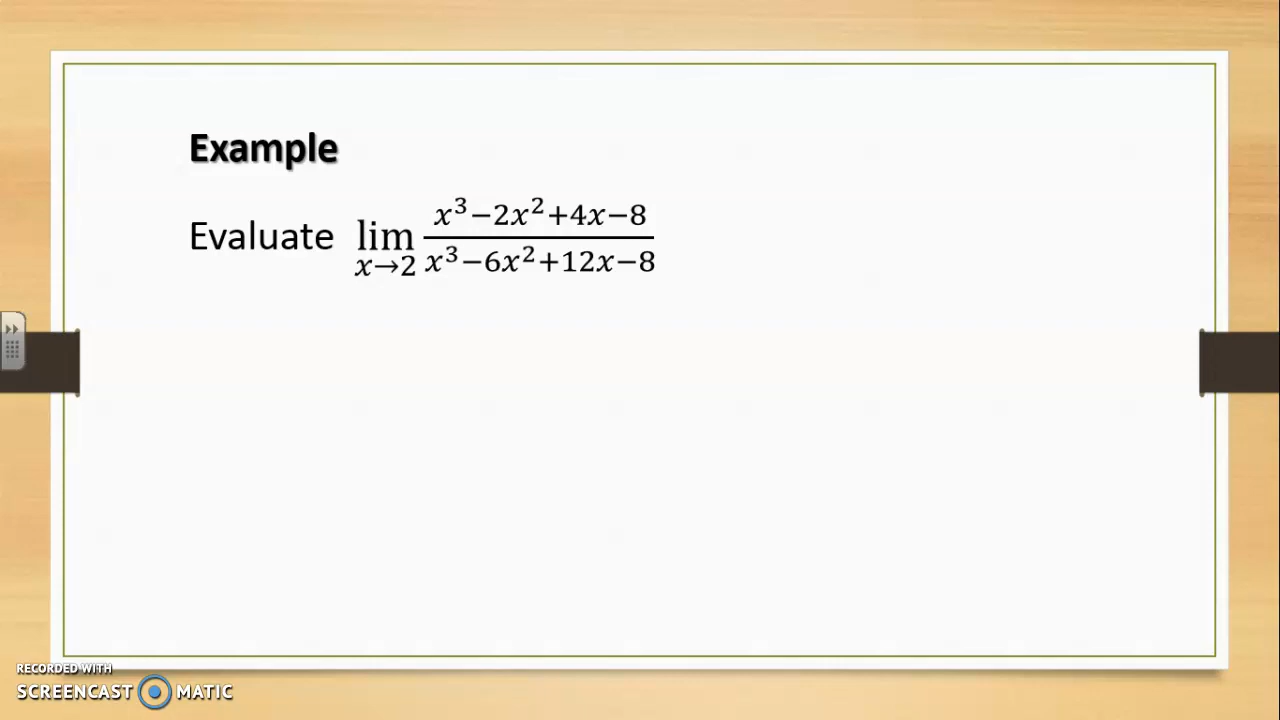 Example
Evaluate lim x→2 x³−2x²+4x−8 / x³−6x²+12x−8
RECORDED WITH
SCREENCAST MATIC